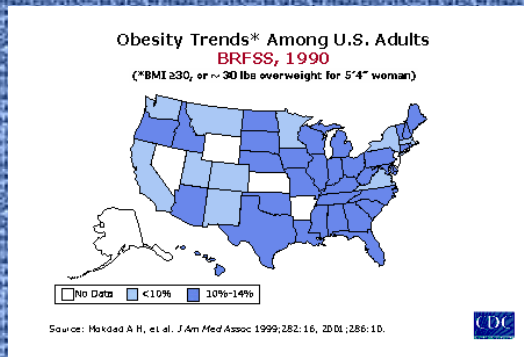 Obesity Trends* Among U.S. Adults
BRFSS, 1990
(*BMI ≥30, or ~ 30 lbs overweight for 5'4" woman)
No Data <10% 10%-14%
Source: Mokdad A H, et al. J Am Med Assoc 1999;282:16, 2001;286:10.
CDC